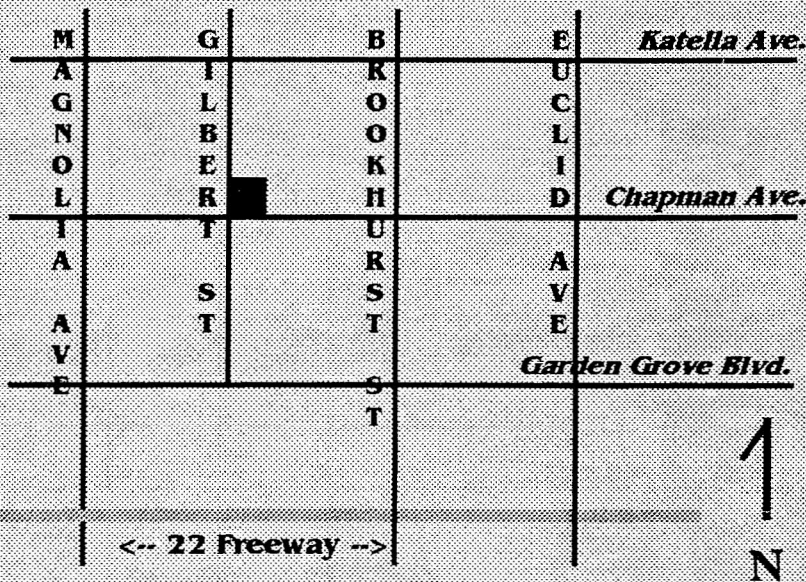 MAGNOLIA AVE
GILBERT ST
BROOKHURST ST
EUCLID AVE
Katella Ave.
Chapman Ave.
Garden Grove Blvd.
<-- 22 Freeway -->
N